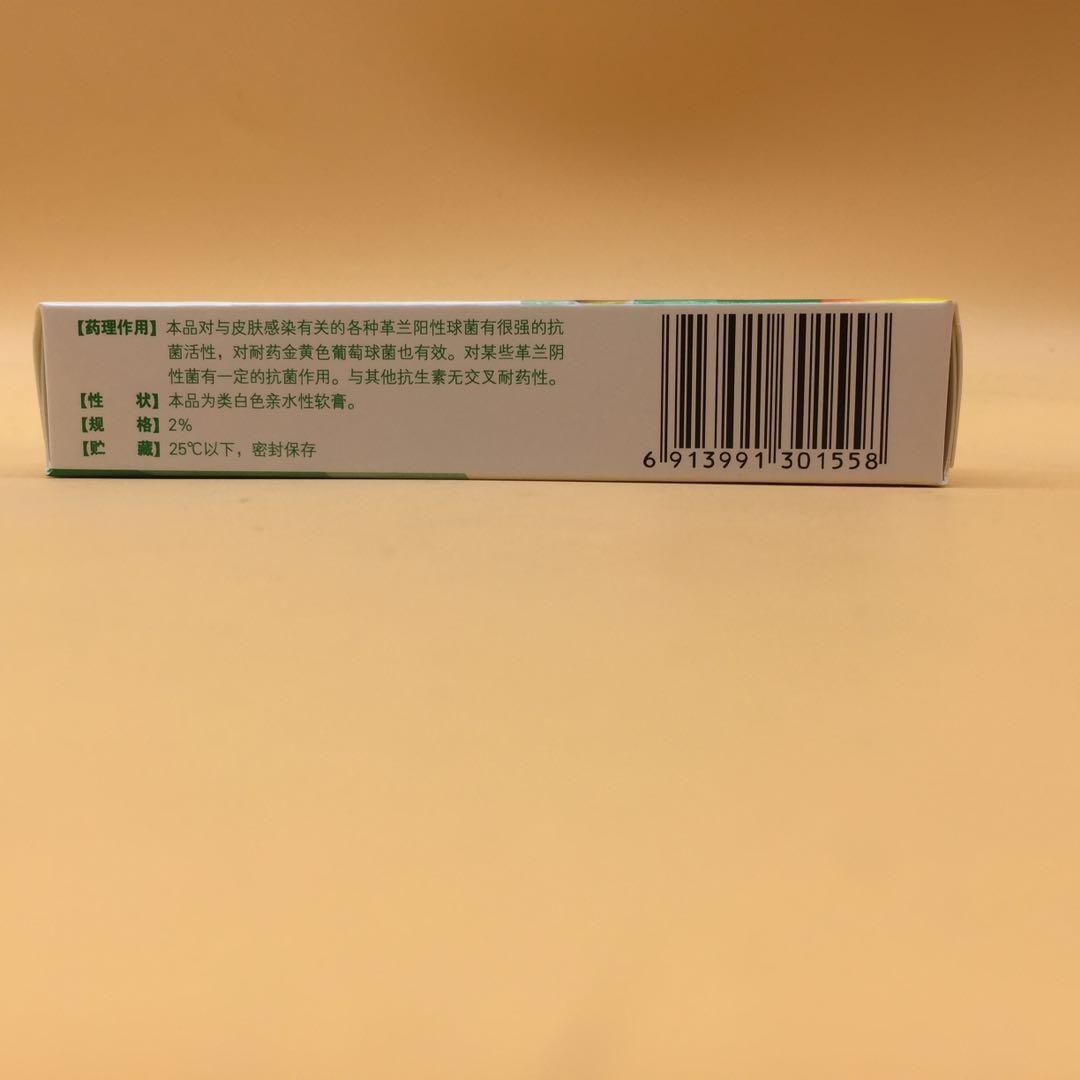 【药理作用】本品对与皮肤感染有关的各种革兰阳性球菌有很强的抗
菌活性，对耐药金黄色葡萄球菌也有效。对某些革兰阴
性菌有一定的抗菌作用。与其他抗生素无交叉耐药性。
【性 状】本品为类白色亲水性软膏。
【规 格】2%
【贮 藏】25℃以下，密封保存
6 913991 301558